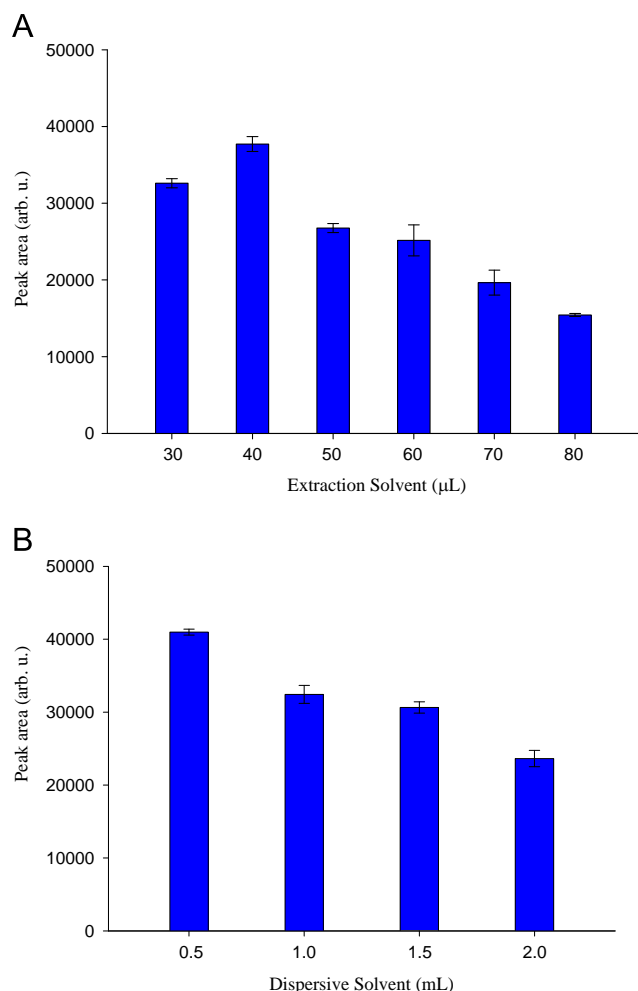 A
50000
40000
30000
20000
10000
0
Peak area (arb. u.)
30 40 50 60 70 80
Extraction Solvent (μL)
B
50000
40000
30000
20000
10000
0
Peak area (arb. u.)
0.5 1.0 1.5 2.0
Dispersive Solvent (mL)